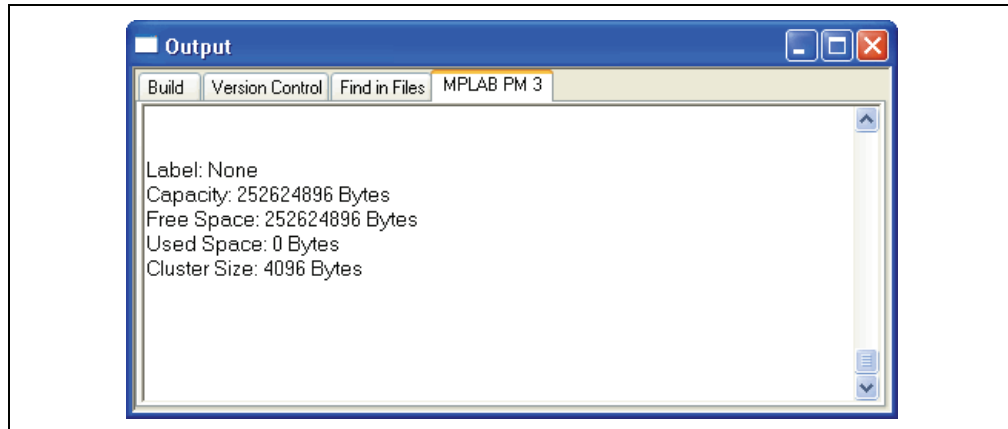 Output
Build Version Control Find in Files MPLAB PM 3
Label: None
Capacity: 252624896 Bytes
Free Space: 252624896 Bytes
Used Space: 0 Bytes
Cluster Size: 4096 Bytes